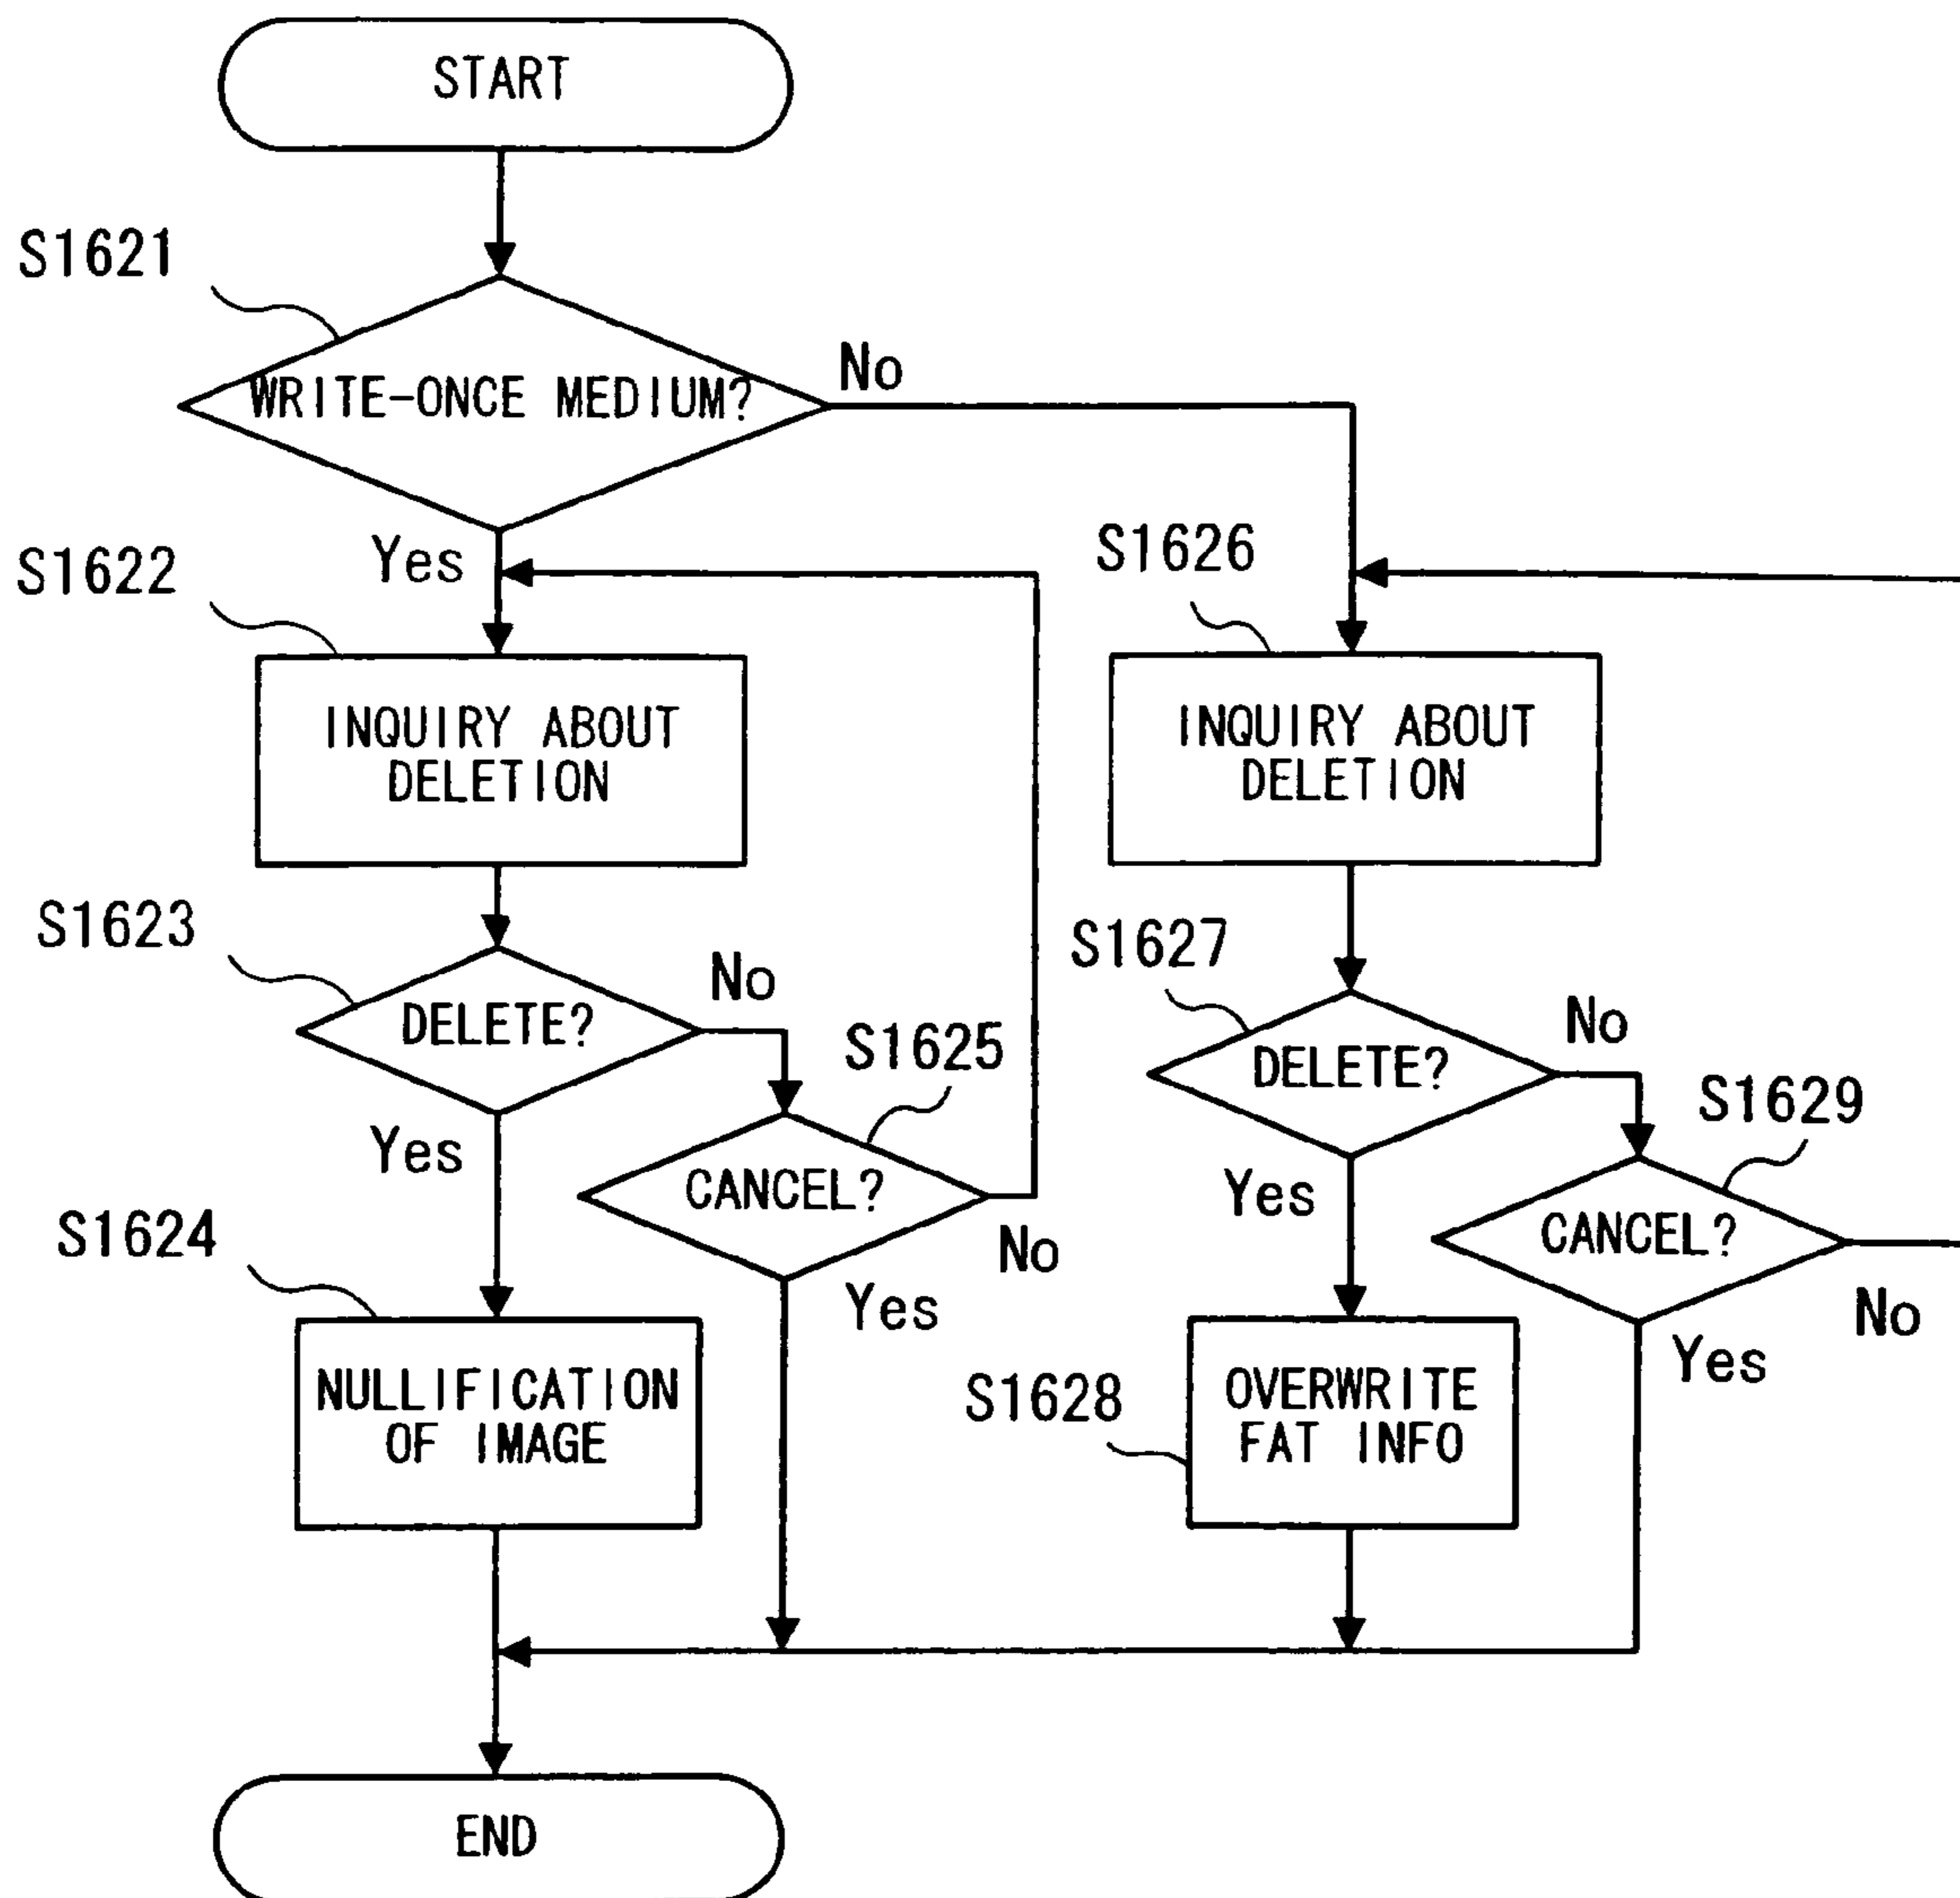 START
S1621
WRITE-ONCE MEDIUM?
No
Yes
S1622
INQUIRY ABOUT
DELETION
S1626
INQUIRY ABOUT
DELETION
S1623
DELETE?
No
Yes
S1625
CANCEL?
No
Yes
S1624
NULLIFICATION
OF IMAGE
S1627
DELETE?
No
Yes
S1629
CANCEL?
No
Yes
S1628
OVERWRITE
FAT INFO
END